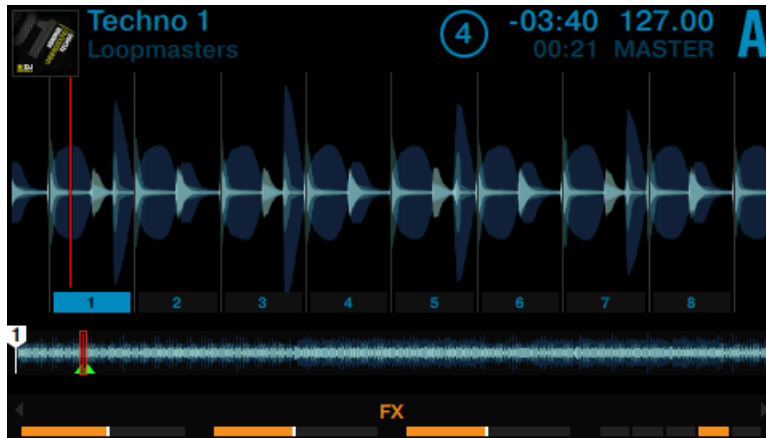 Techno 1
Loopmasters
4
-03:40 127.00
00:21 MASTER
A
1 2 3 4 5 6 7 8
1
FX